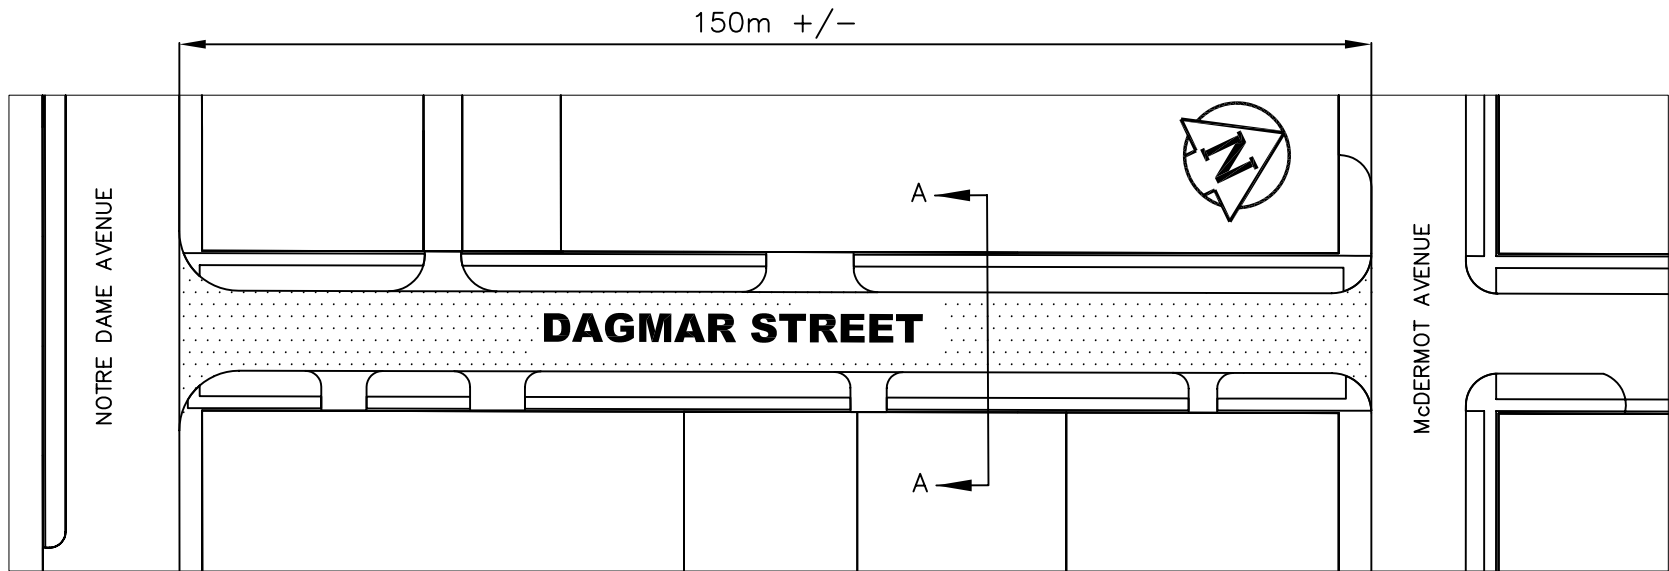 150m +/-
NOTRE DAME AVENUE
A
N
DAGMAR STREET
McDERMOT AVENUE
A